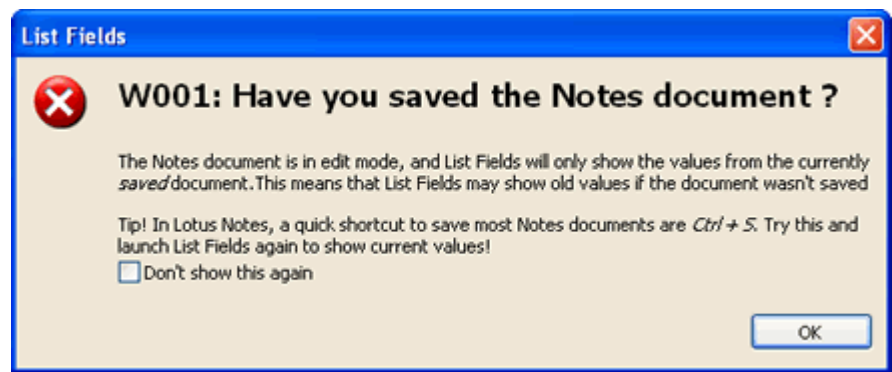 List Fields
W001: Have you saved the Notes document ?
The Notes document is in edit mode, and List Fields will only show the values from the currently
saved document.This means that List Fields may show old values if the document wasn't saved
Tip! In Lotus Notes, a quick shortcut to save most Notes documents are Ctrl + S. Try this and
launch List Fields again to show current values!
Don't show this again
OK